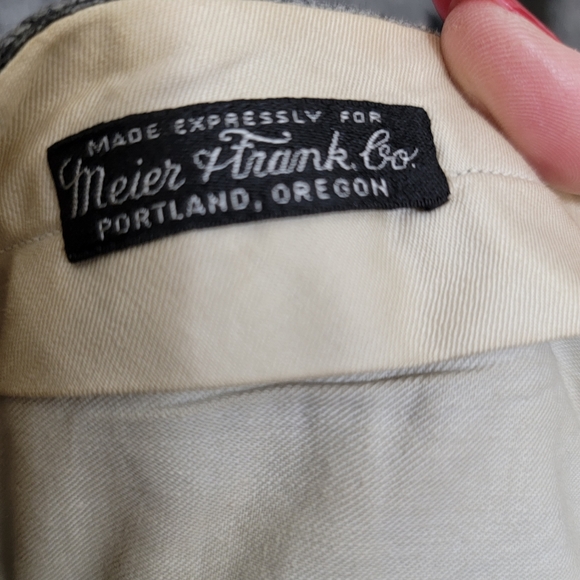 MADE EXPRESSLY FOR
Meier & Frank Co.
PORTLAND, OREGON